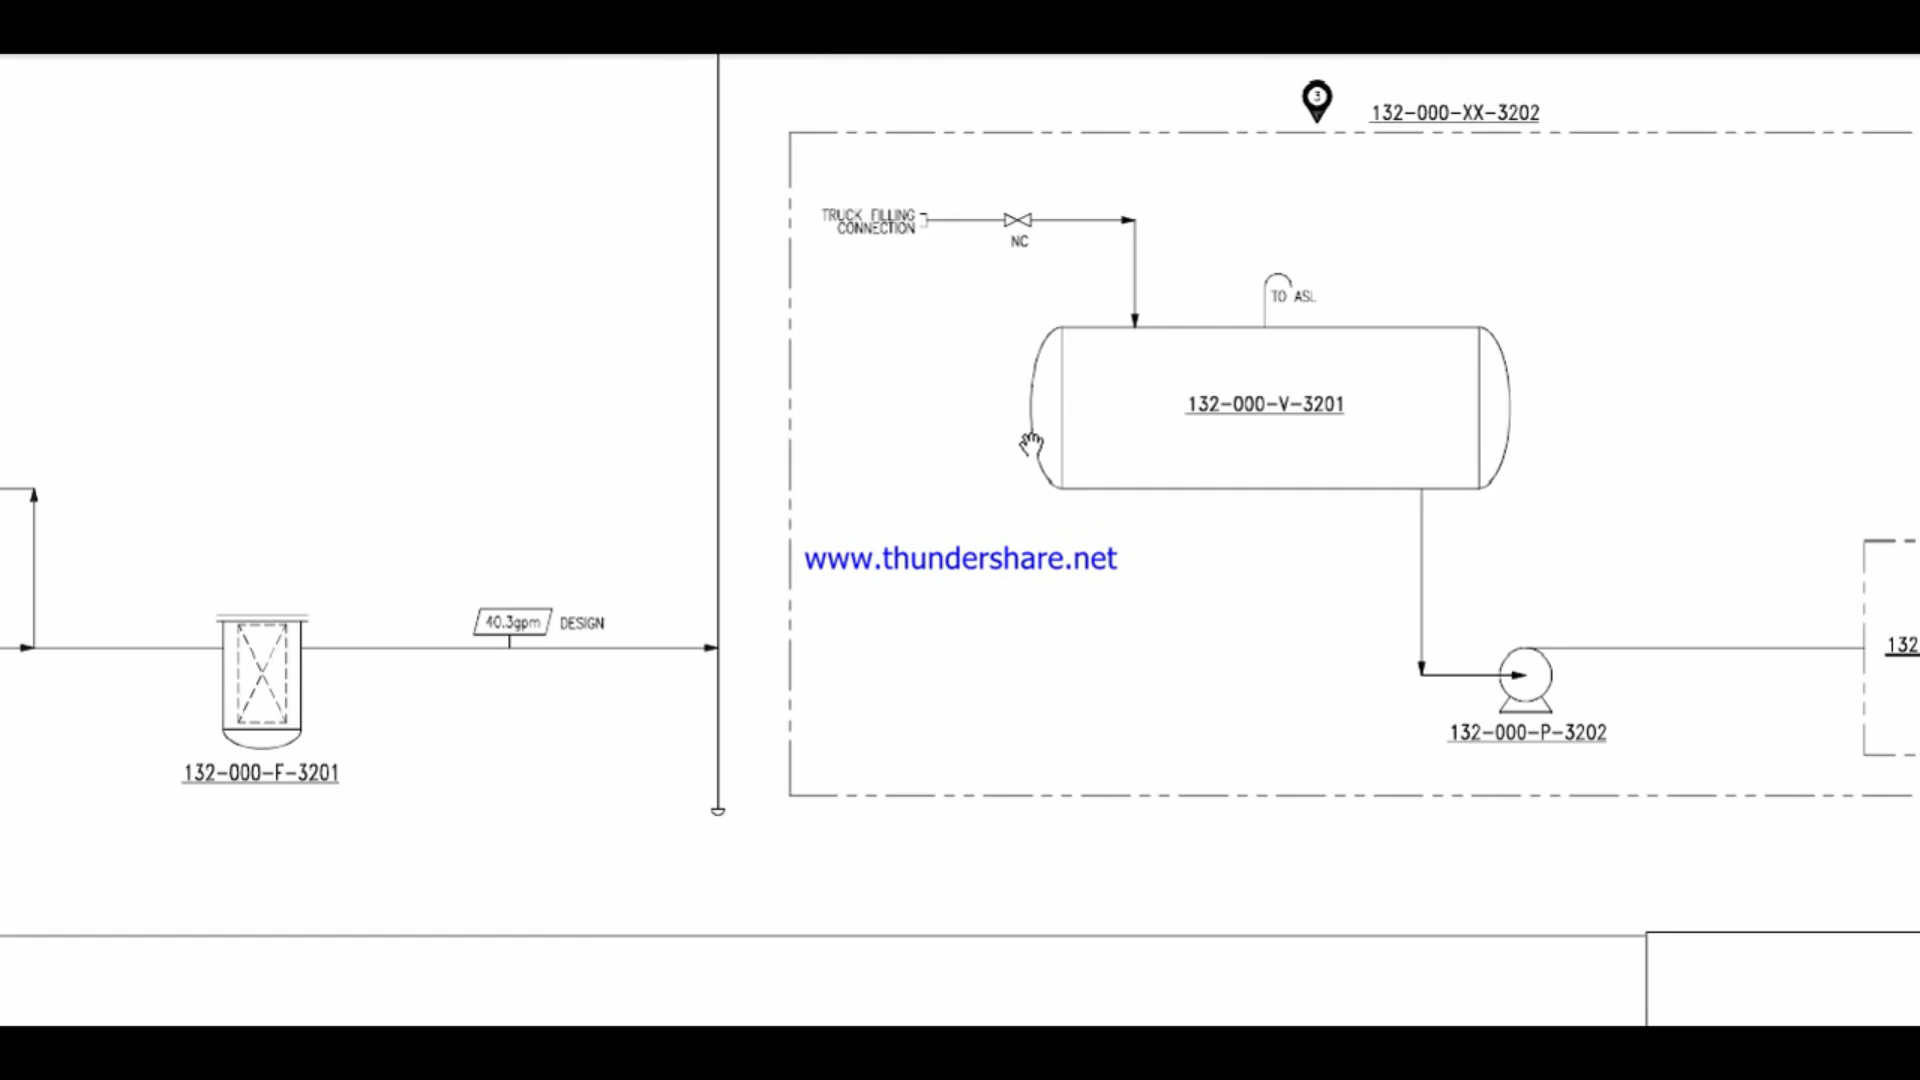 3
132-000-XX-3202
TRUCK FILLING
CONNECTION
NC
TO ASL
132-000-V-3201
www.thundershare.net
40.3gpm
DESIGN
132
132-000-P-3202
132-000-F-3201